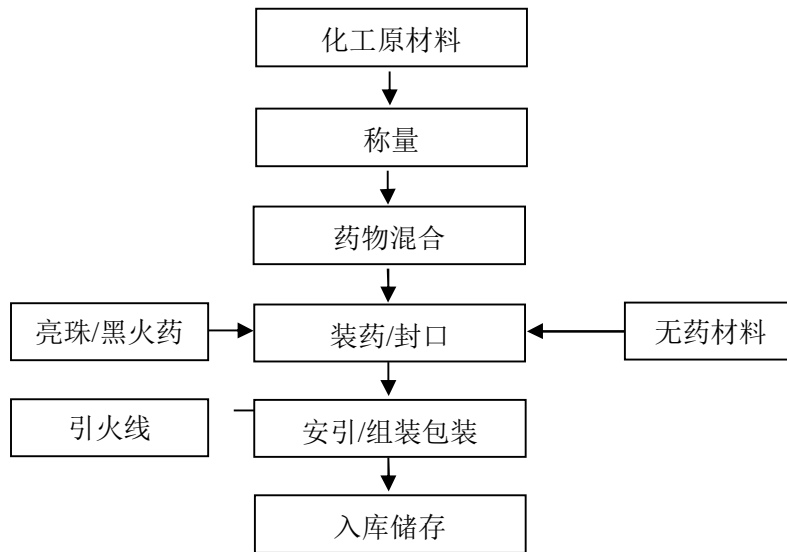 化工原材料
称量
药物混合
亮珠/黑火药
装药/封口
无药材料
引火线
安引/组装包装
入库储存